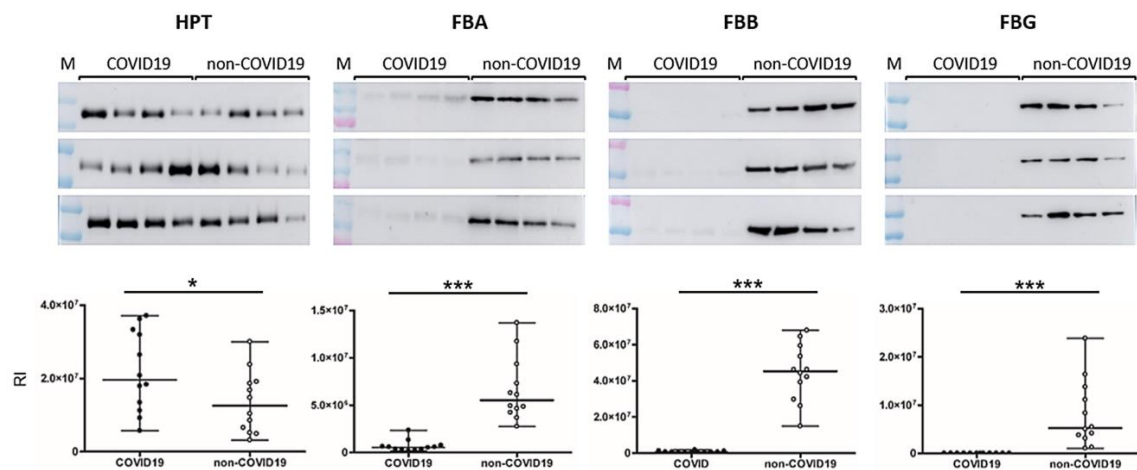 HPT FBA FBB FBG
M COVID19 non-COVID19 M COVID19 non-COVID19 M COVID19 non-COVID19 M COVID19 non-COVID19
* *** *** ***
RI
4.0×10⁷
2.0×10⁷
0
COVID19 non-COVID19
1.5×10⁷
1.0×10⁷
5.0×10⁶
0
COVID19 non-COVID19
8.0×10⁷
6.0×10⁷
4.0×10⁷
2.0×10⁷
0.0
COVID non-COVID19
3.0×10⁷
2.0×10⁷
1.0×10⁷
0
COVID19 non-COVID19